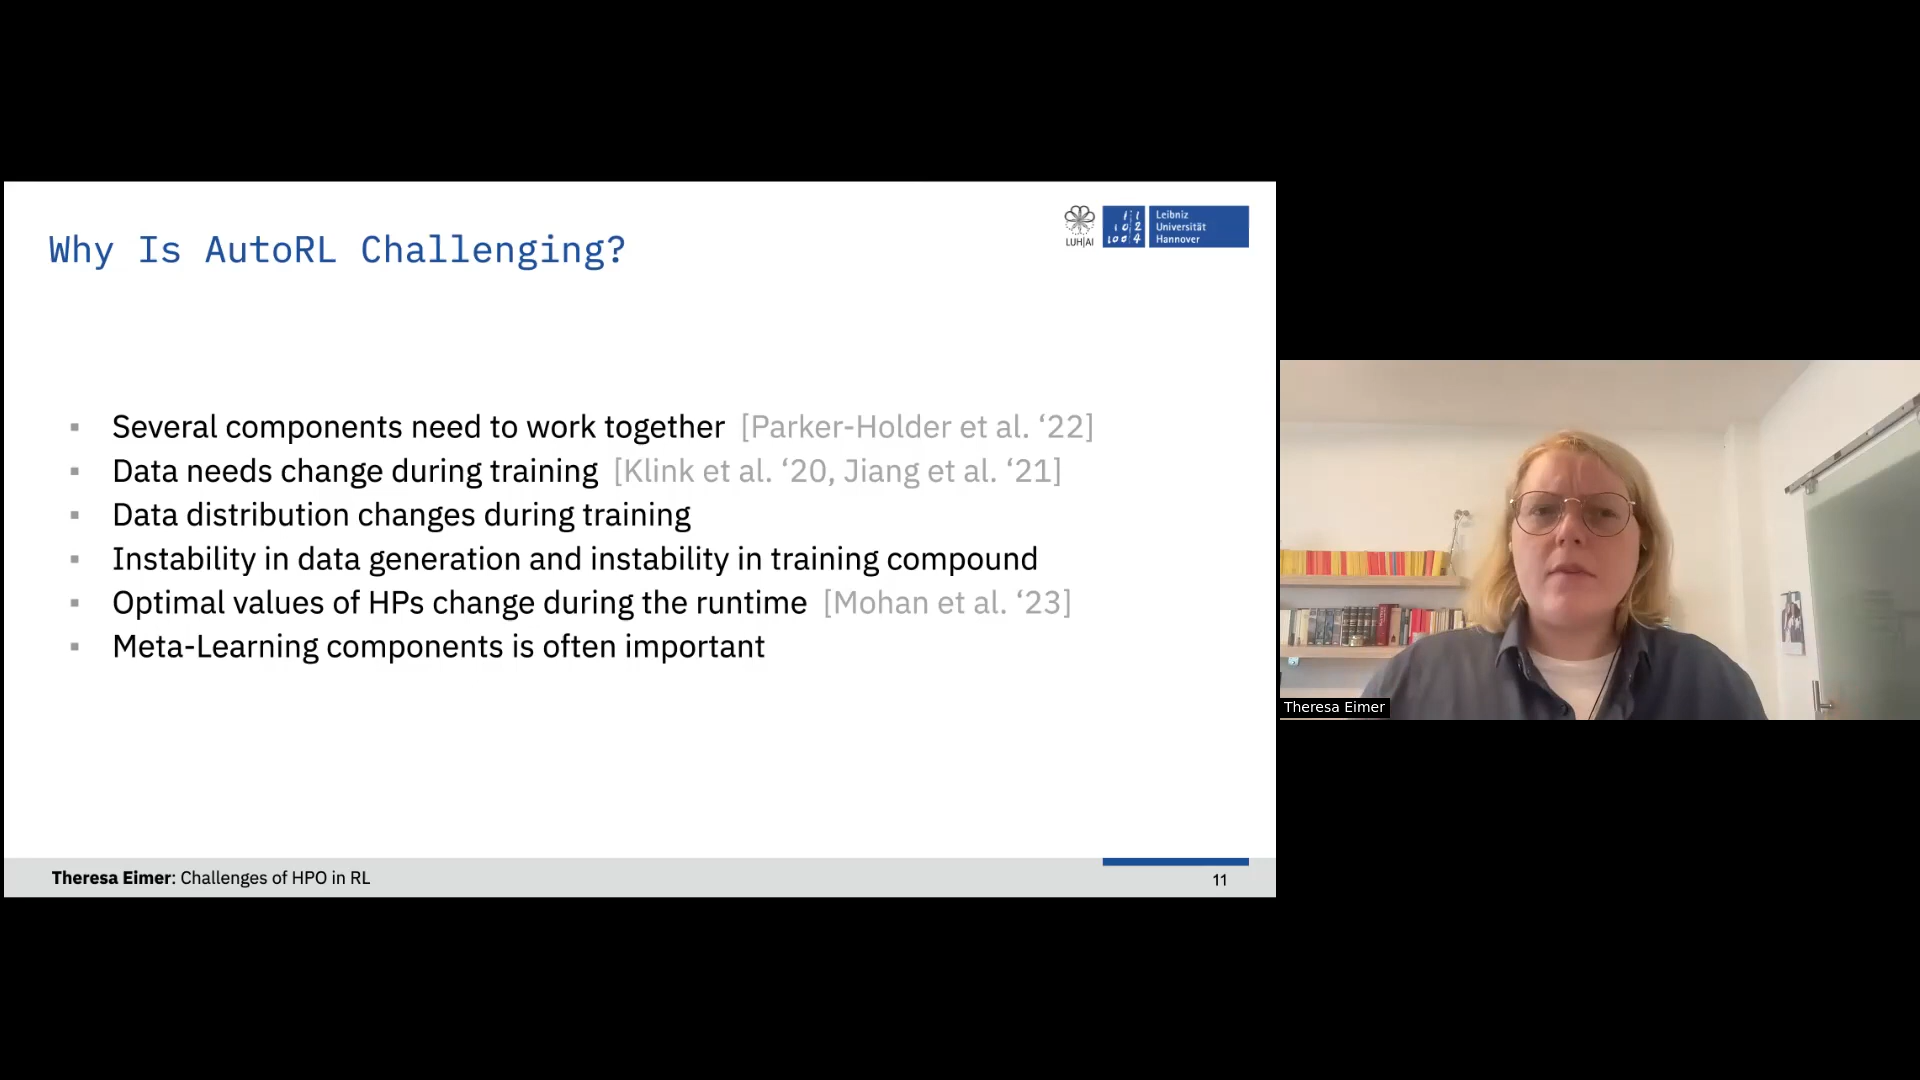 Why Is AutoRL Challenging?
LUH|AI
Leibniz
Universität
Hannover
▪ Several components need to work together [Parker-Holder et al. ‘22]
▪ Data needs change during training [Klink et al. ‘20, Jiang et al. ‘21]
▪ Data distribution changes during training
▪ Instability in data generation and instability in training compound
▪ Optimal values of HPs change during the runtime [Mohan et al. ‘23]
▪ Meta-Learning components is often important
Theresa Eimer: Challenges of HPO in RL
11
Theresa Eimer